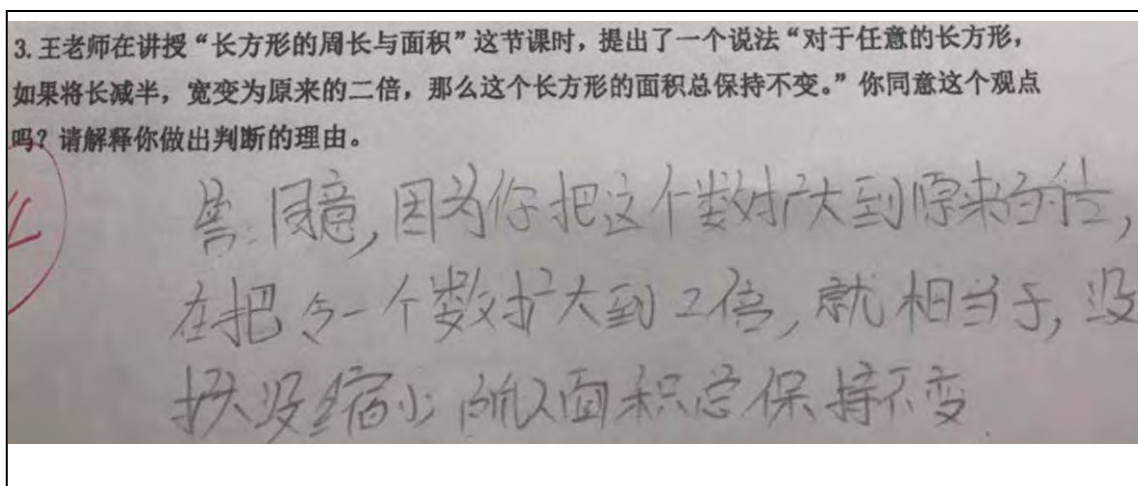 3.王老师在讲授“长方形的周长与面积”这节课时，提出了一个说法“对于任意的长方形，
如果将长减半，宽变为原来的二倍，那么这个长方形的面积总保持不变。”你同意这个观点
吗？请解释你做出判断的理由。
答:同意,因为你把这个数扩大到原来的
在把另一个数扩大到2倍,就相当于,没
扩大没缩小所以面积总保持不变.